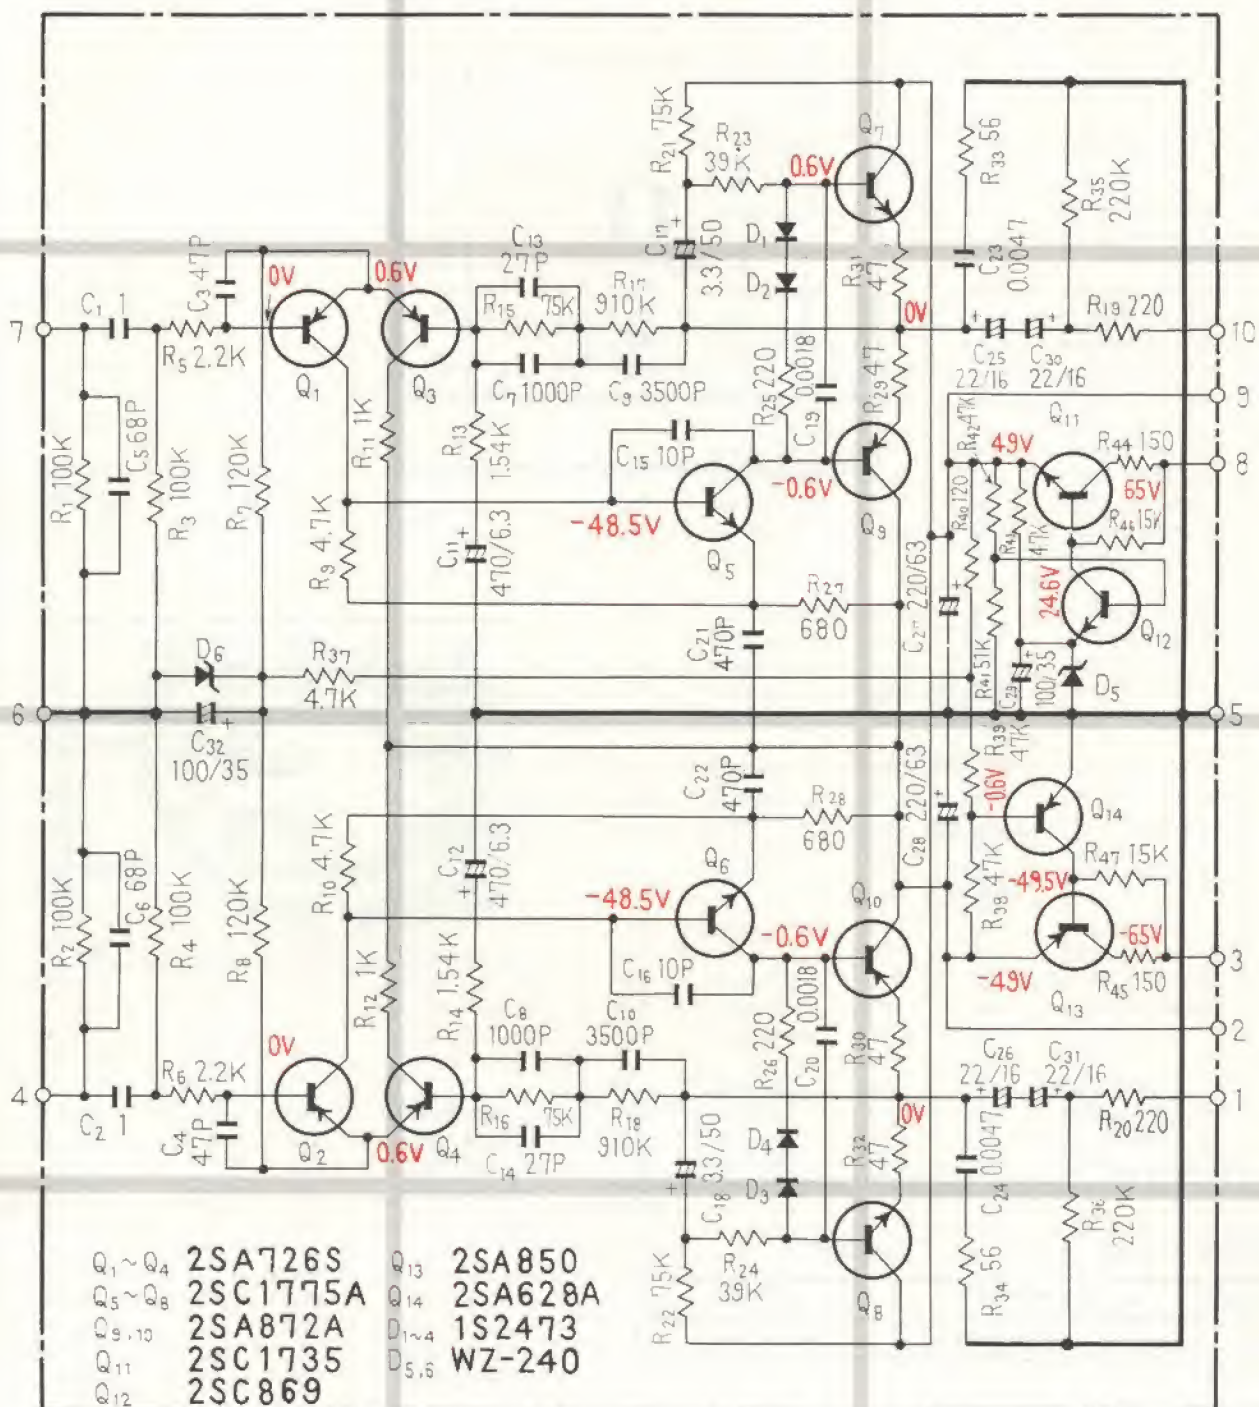 R21 75K
R23
39K
Q7
R33 56
R35
220K
0.6V
C3 47P
C13
27P
C17
3.3/50
D1
C23
0.0047
0V
0.6V
R15
75K
R17
910K
D2
R31
47
0V
R19 220
7
C1 1
10
R5 2.2K
Q1
Q3
C7 1000P
C9 3500P
C25
22/16
C30
22/16
R25 220
C19
0.0018
R29 47
9
Q11
R42 47K
C5 68P
R11 1K
R13
1.54K
C15 10P
49V
R44 150
8
R1 100K
R3 100K
R7 120K
65V
R46 15K
-48.5V
-0.6V
R40 120
47K
R9 4.7K
C11
470/6.3
Q5
Q9
220/63
24.6V
Q12
R27
680
D6
R37
4.7K
C21
470P
R41 51K
C29
100/35
D5
6
5
C32
100/35
R39
47K
C22
470P
-0.6V
R28
680
C28 220/63
Q14
R10 4.7K
C12
470/6.3
Q6
R47 15K
C6 68P
-48.5V
Q10
R38 47K
-49.5V
R2 100K
R4 100K
R8 120K
-0.6V
-65V
3
R12 1K
R14 1.54K
C16 10P
0.0018
-49V
R45 150
Q13
C8
1000P
C10
3500P
R26 220
C20
R30
47
2
0V
C26
22/16
C31
22/16
R6 2.2K
4
1
C2 1
C4
47P
R16
75K
R18
910K
0V
R20 220
Q2
0.6V
Q4
C14 27P
C18 3.3/50
D4
R32
47
C24 0.0047
D3
R36
220K
R24
39K
R22 75K
Q8
R34 56
Q1~Q4 2SA726S Q13 2SA850
Q5~Q8 2SC1775A Q14 2SA628A
Q9,10 2SA872A D1~4 1S2473
Q11 2SC1735 D5,6 WZ-240
Q12 2SC869